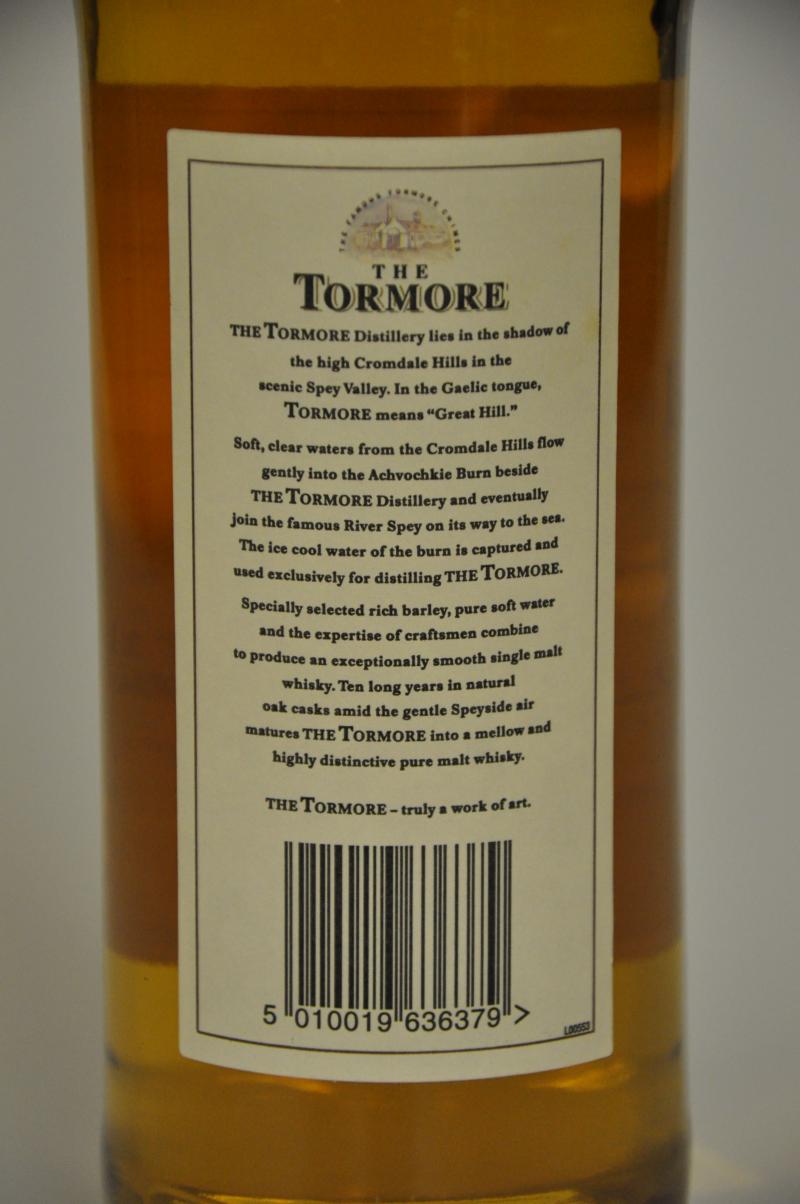 THE
TORMORE
THE TORMORE Distillery lies in the shadow of
the high Cromdale Hills in the
scenic Spey Valley. In the Gaelic tongue,
TORMORE means “Great Hill.”
Soft, clear waters from the Cromdale Hills flow
gently into the Achvochkie Burn beside
THE TORMORE Distillery and eventually
join the famous River Spey on its way to the sea.
The ice cool water of the burn is captured and
used exclusively for distilling THE TORMORE.
Specially selected rich barley, pure soft water
and the expertise of craftsmen combine
to produce an exceptionally smooth single malt
whisky. Ten long years in natural
oak casks amid the gentle Speyside air
matures THE TORMORE into a mellow and
highly distinctive pure malt whisky.
THE TORMORE – truly a work of art.
5 010019 636379 >
L00553